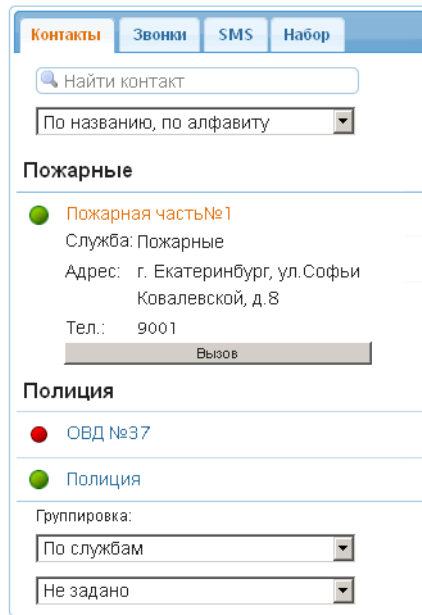 Контакты Звонки SMS Набор
Найти контакт
По названию, по алфавиту
Пожарные
Пожарная часть№1
Служба: Пожарные
Адрес: г. Екатеринбург, ул.Софьи
Ковалевской, д.8
Тел.: 9001
Вызов
Полиция
ОВД №37
Полиция
Группировка:
По службам
Не задано